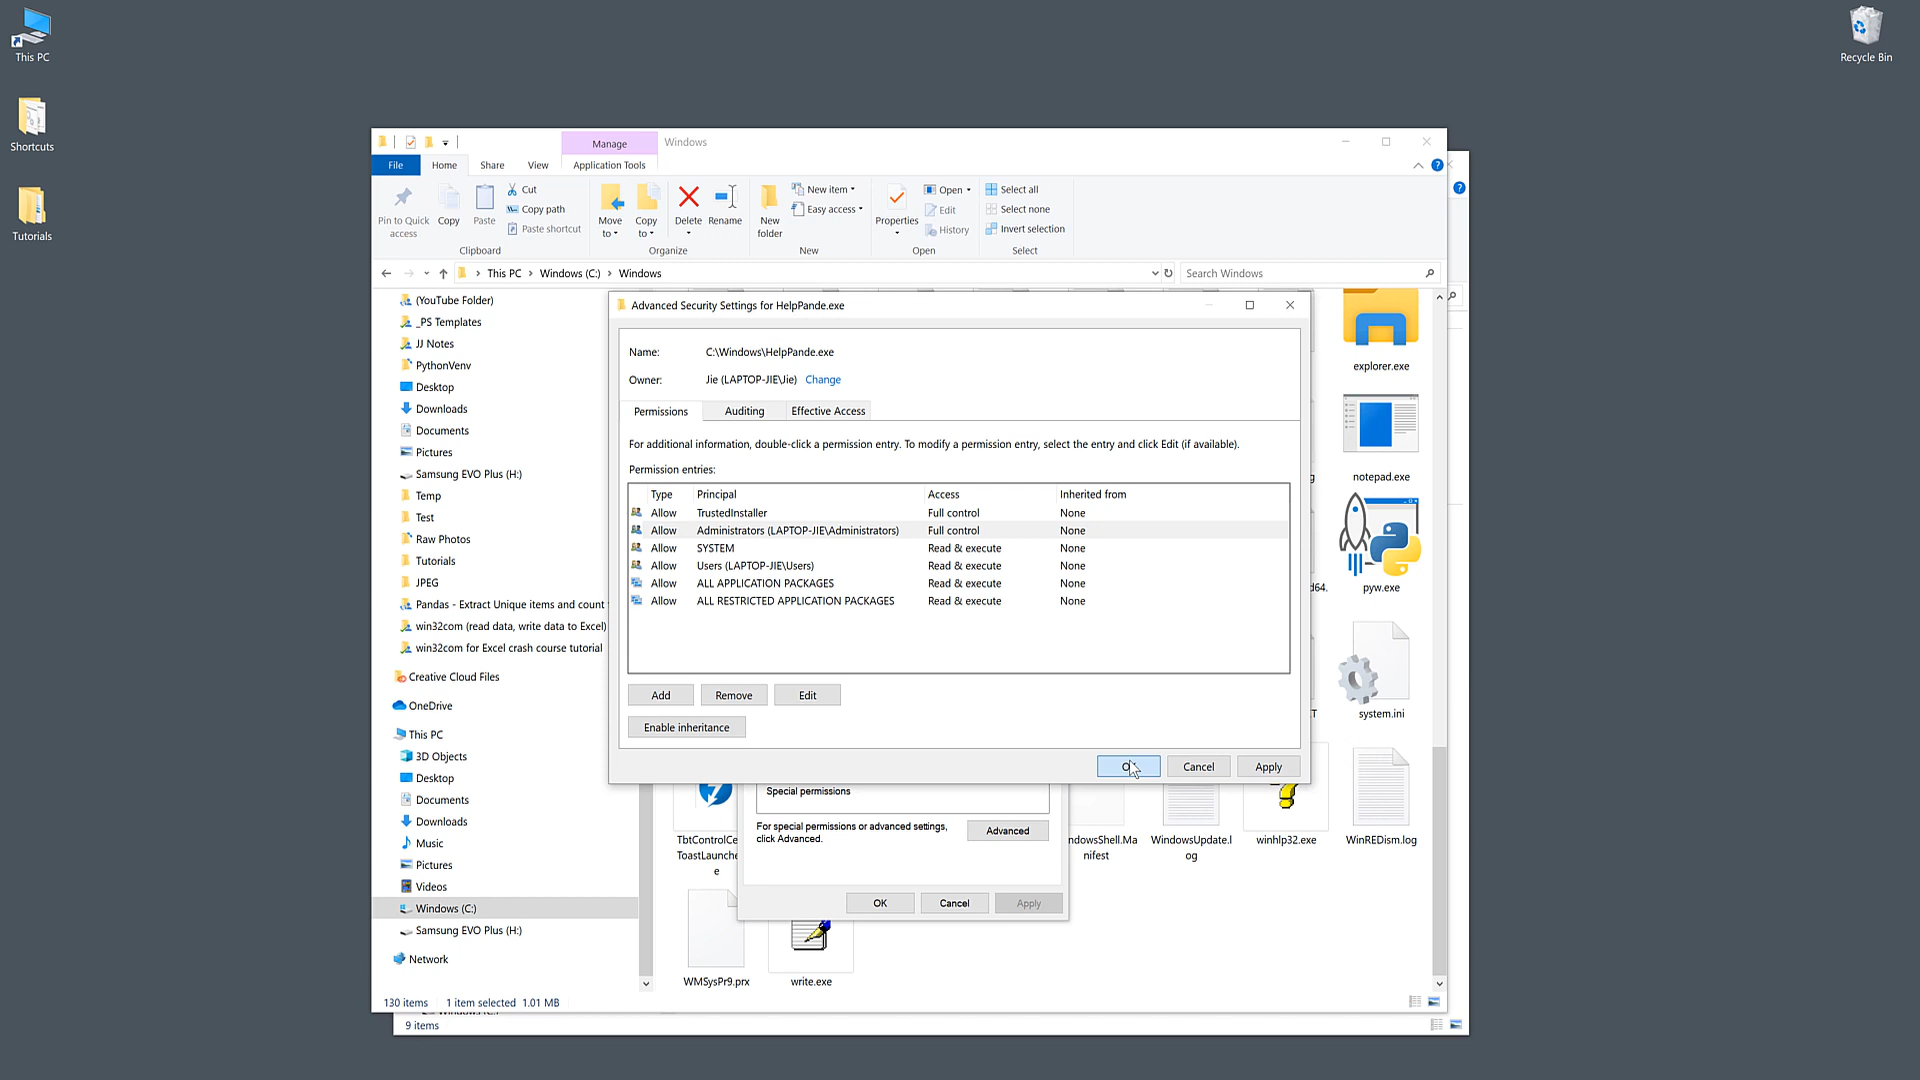 This PC
Shortcuts
Tutorials
Recycle Bin
Manage
Windows
File
Home
Share
View
Application Tools
Pin to Quick access
Copy
Paste
Cut
Copy path
Paste shortcut
Clipboard
Move to
Copy to
Delete
Rename
Organize
New folder
New item
Easy access
New
Properties
Open
Edit
History
Open
Select all
Select none
Invert selection
Select
This PC > Windows (C:) > Windows
Search Windows
(YouTube Folder)
_PS Templates
JJ Notes
PythonVenv
Desktop
Downloads
Documents
Pictures
Samsung EVO Plus (H:)
Temp
Test
Raw Photos
Tutorials
JPEG
Pandas - Extract Unique items and count
win32com (read data, write data to Excel)
win32com for Excel crash course tutorial
Creative Cloud Files
OneDrive
This PC
3D Objects
Desktop
Documents
Downloads
Music
Pictures
Videos
Windows (C:)
Samsung EVO Plus (H:)
Network
130 items
1 item selected 1.01 MB
9 items
Advanced Security Settings for HelpPande.exe
Name: C:\Windows\HelpPande.exe
Owner: Jie (LAPTOP-JIE\Jie) Change
Permissions
Auditing
Effective Access
For additional information, double-click a permission entry. To modify a permission entry, select the entry and click Edit (if available).
Permission entries:
Type Principal Access Inherited from
Allow TrustedInstaller Full control None
Allow Administrators (LAPTOP-JIE\Administrators) Full control None
Allow SYSTEM Read & execute None
Allow Users (LAPTOP-JIE\Users) Read & execute None
Allow ALL APPLICATION PACKAGES Read & execute None
Allow ALL RESTRICTED APPLICATION PACKAGES Read & execute None
Add
Remove
Edit
Enable inheritance
Cancel
Apply
Special permissions
For special permissions or advanced settings,
click Advanced.
Advanced
OK
Cancel
Apply
explorer.exe
notepad.exe
d64.
pyw.exe
system.ini
TbtControlCe
ToastLaunche
e
ndowsShell.Ma
nifest
WindowsUpdate.l
og
winhlp32.exe
WinREDism.log
WMSysPr9.prx
write.exe